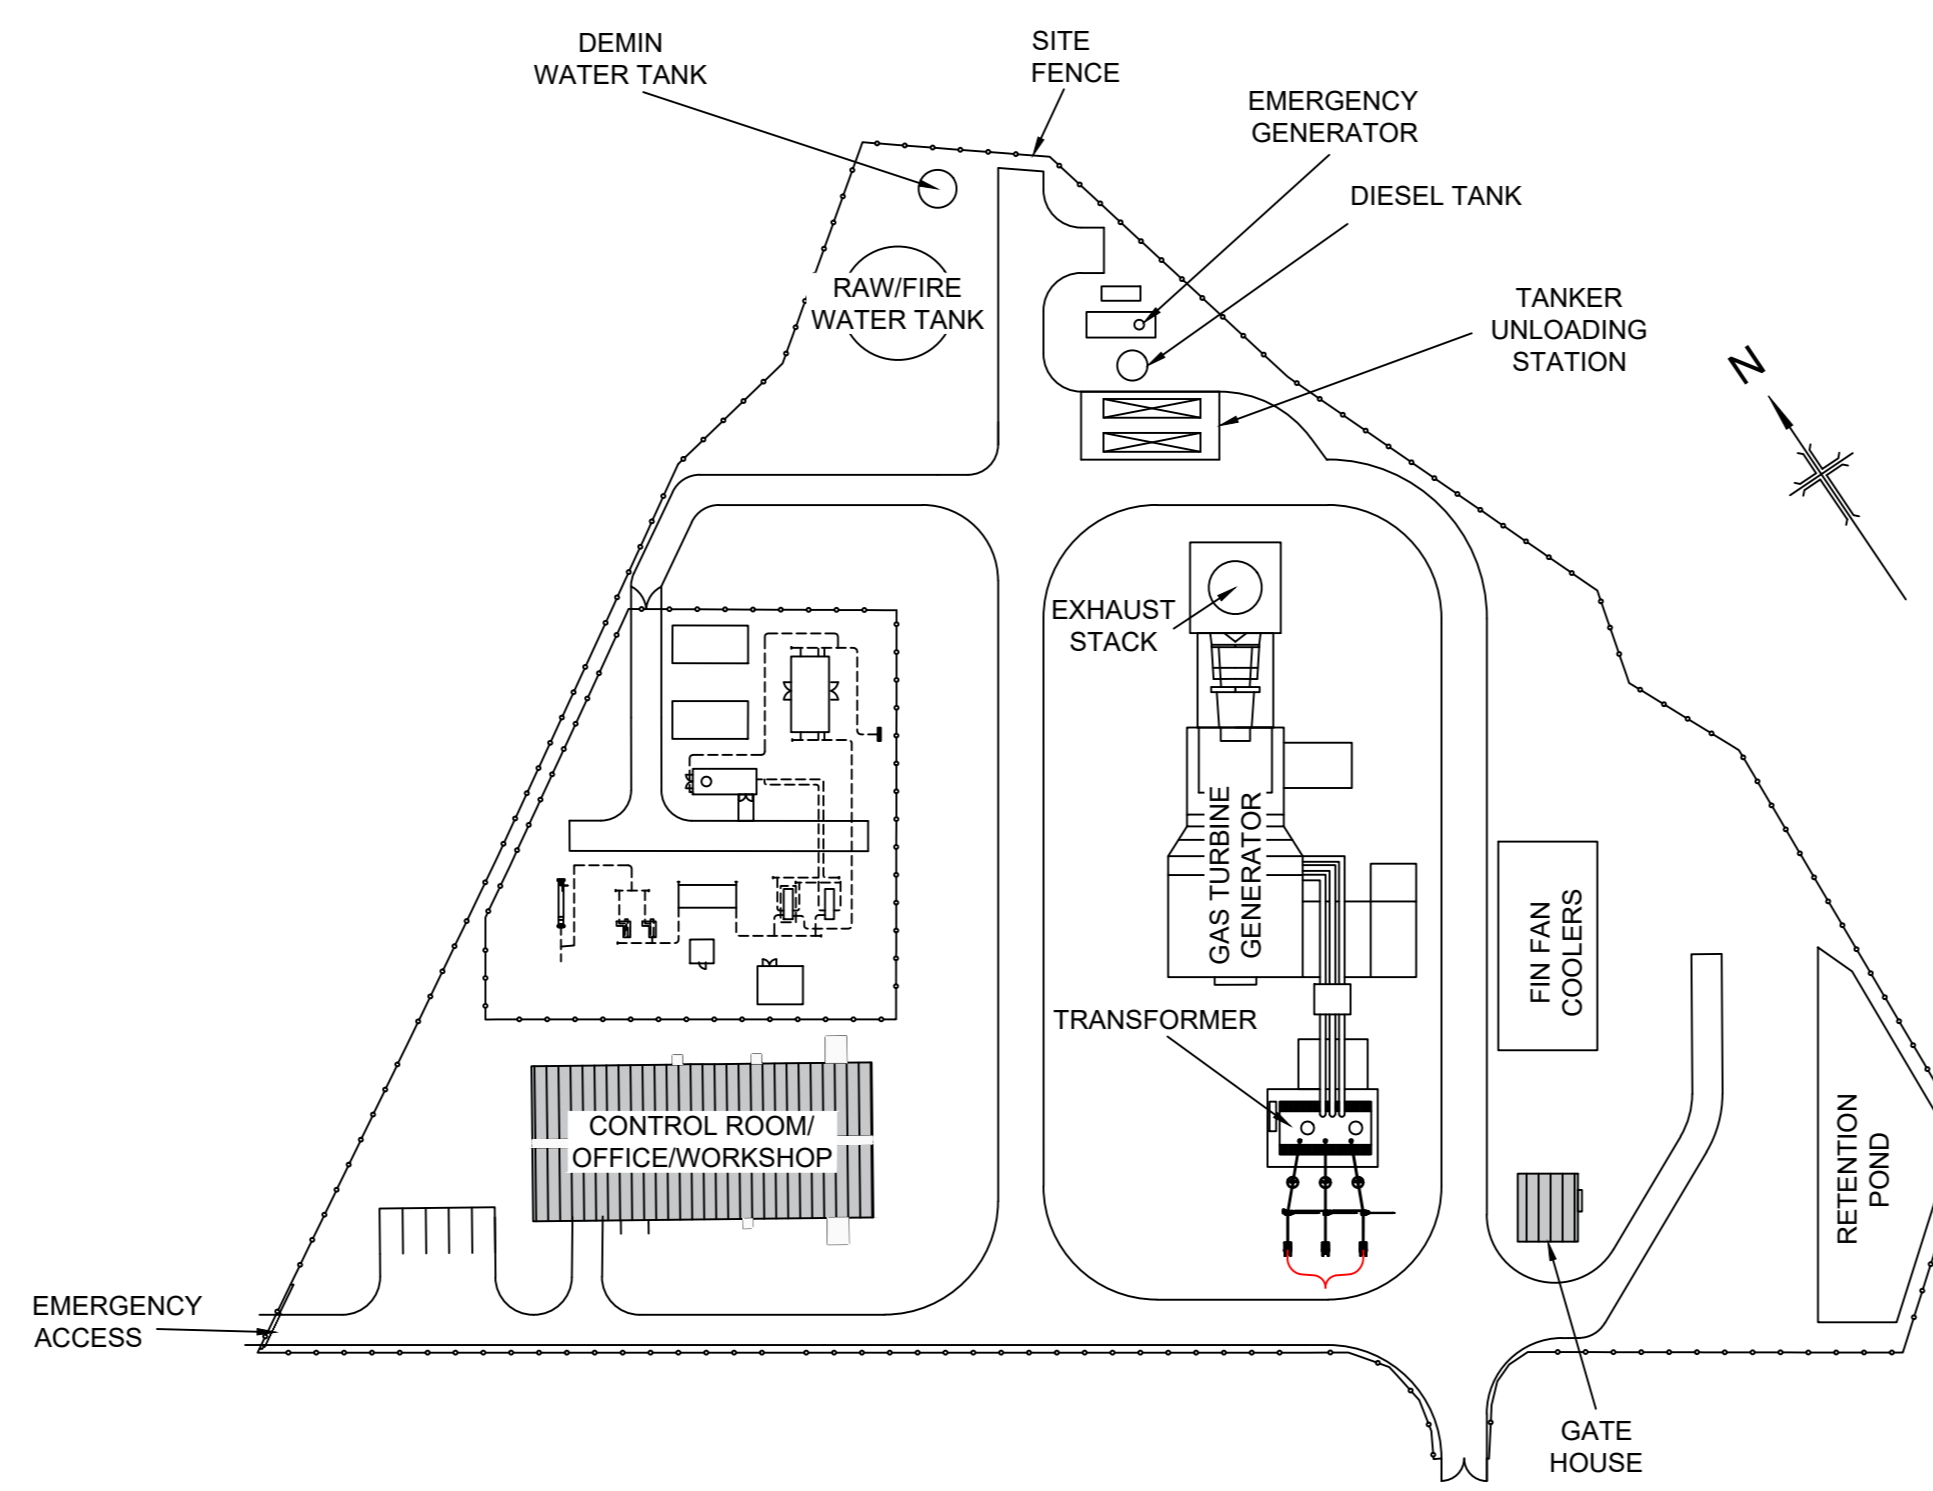 DEMIN
WATER TANK
SITE
FENCE
EMERGENCY
GENERATOR
DIESEL TANK
RAW/FIRE
WATER TANK
TANKER
UNLOADING
STATION
N
EXHAUST
STACK
GAS TURBINE
GENERATOR
FIN FAN
COOLERS
TRANSFORMER
CONTROL ROOM/
OFFICE/WORKSHOP
RETENTION
POND
EMERGENCY
ACCESS
GATE
HOUSE